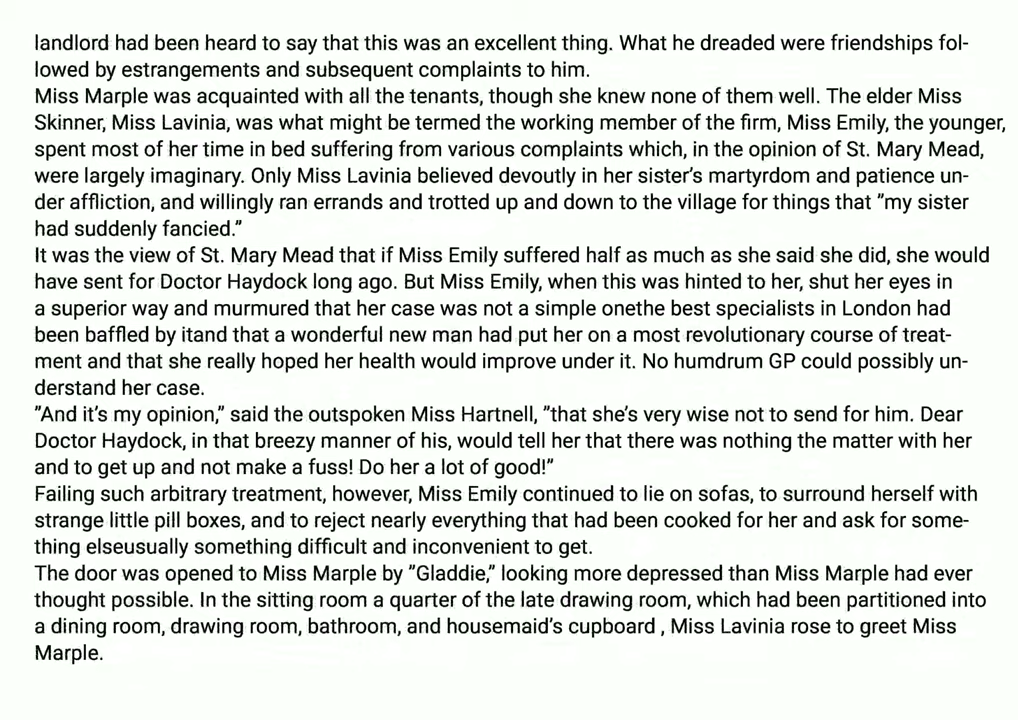 landlord had been heard to say that this was an excellent thing. What he dreaded were friendships fol-
lowed by estrangements and subsequent complaints to him.
Miss Marple was acquainted with all the tenants, though she knew none of them well. The elder Miss
Skinner, Miss Lavinia, was what might be termed the working member of the firm, Miss Emily, the younger,
spent most of her time in bed suffering from various complaints which, in the opinion of St. Mary Mead,
were largely imaginary. Only Miss Lavinia believed devoutly in her sister’s martyrdom and patience un-
der affliction, and willingly ran errands and trotted up and down to the village for things that ”my sister
had suddenly fancied.”
It was the view of St. Mary Mead that if Miss Emily suffered half as much as she said she did, she would
have sent for Doctor Haydock long ago. But Miss Emily, when this was hinted to her, shut her eyes in
a superior way and murmured that her case was not a simple onethe best specialists in London had
been baffled by itand that a wonderful new man had put her on a most revolutionary course of treat-
ment and that she really hoped her health would improve under it. No humdrum GP could possibly un-
derstand her case.
”And it’s my opinion,” said the outspoken Miss Hartnell, ”that she’s very wise not to send for him. Dear
Doctor Haydock, in that breezy manner of his, would tell her that there was nothing the matter with her
and to get up and not make a fuss! Do her a lot of good!”
Failing such arbitrary treatment, however, Miss Emily continued to lie on sofas, to surround herself with
strange little pill boxes, and to reject nearly everything that had been cooked for her and ask for some-
thing elseusually something difficult and inconvenient to get.
The door was opened to Miss Marple by ”Gladdie,” looking more depressed than Miss Marple had ever
thought possible. In the sitting room a quarter of the late drawing room, which had been partitioned into
a dining room, drawing room, bathroom, and housemaid’s cupboard , Miss Lavinia rose to greet Miss
Marple.